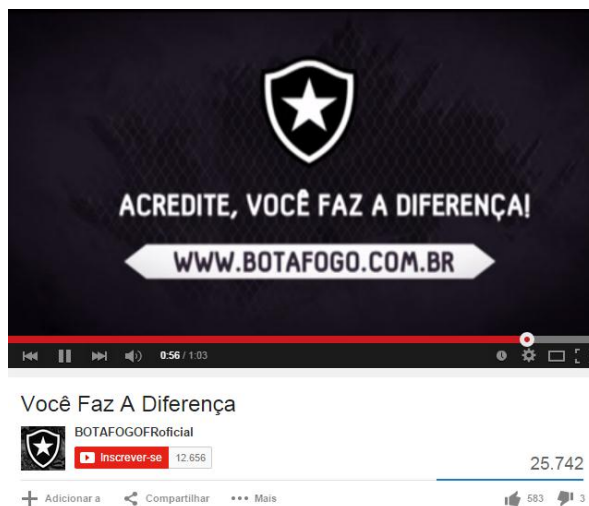 ACREDITE, VOCÊ FAZ A DIFERENÇA!
WWW.BOTAFOGO.COM.BR
0:56 / 1:03
Você Faz A Diferença
BOTAFOGOFRoficial
Inscrever-se 12.656
25.742
Adicionar a Compartilhar Mais 583 3